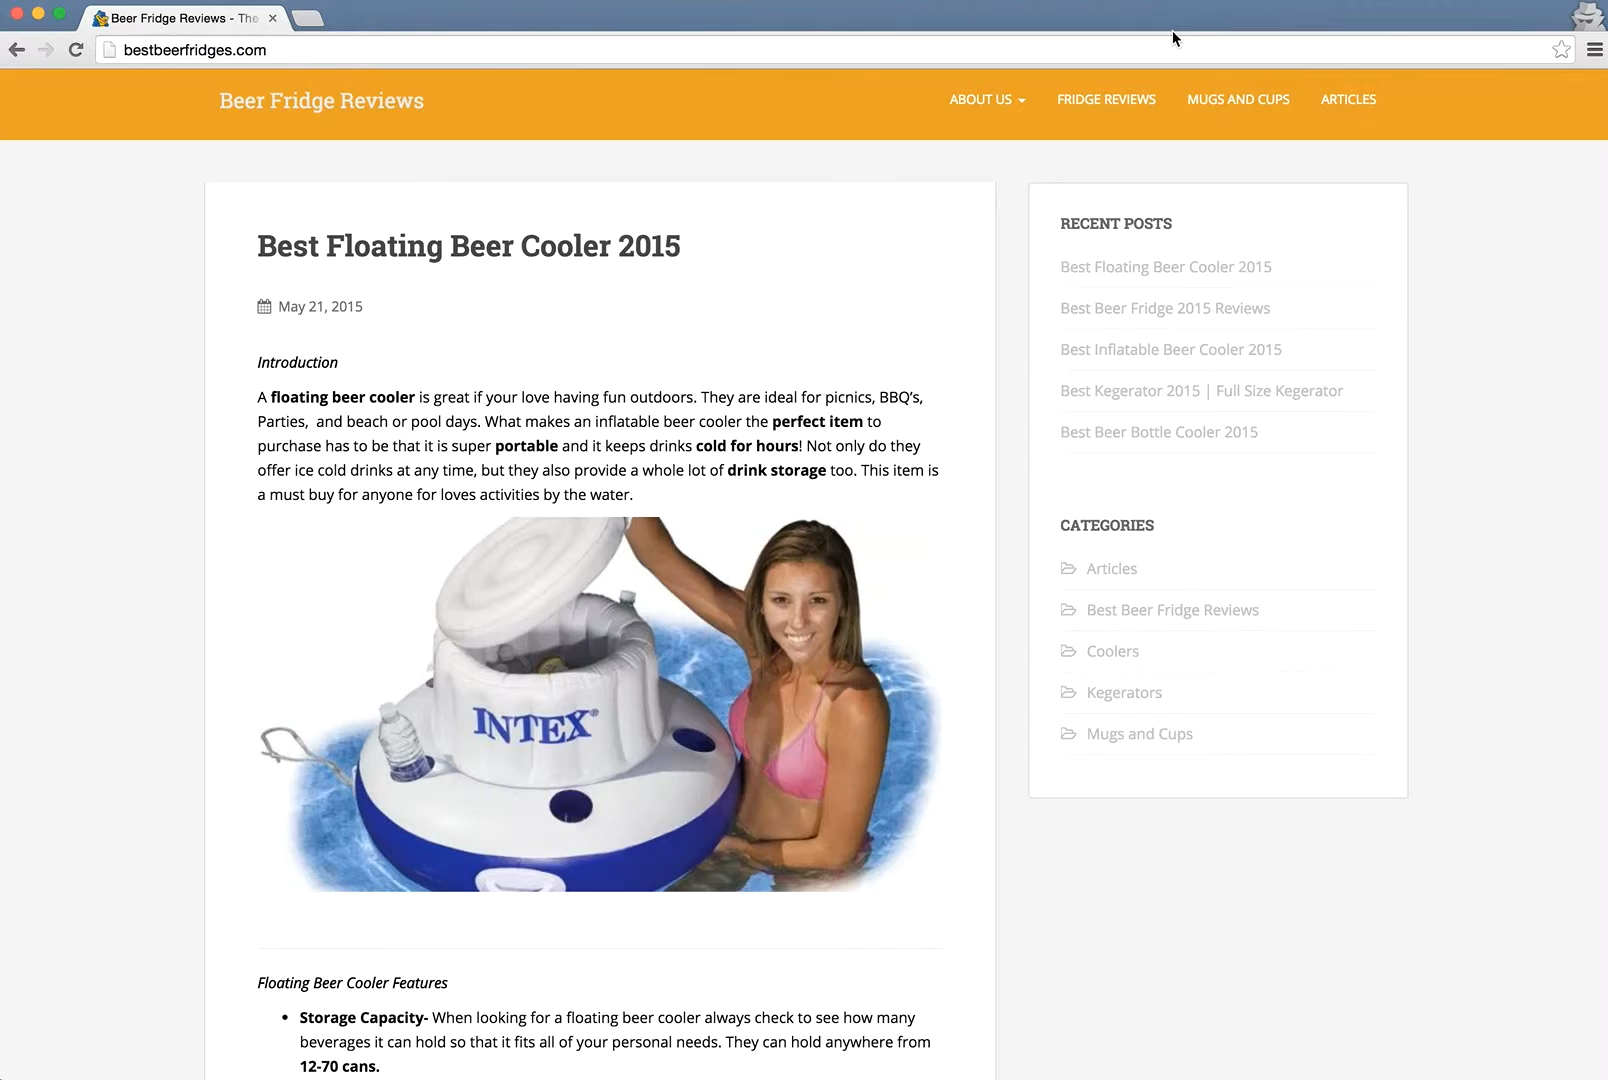 Beer Fridge Reviews - The
bestbeerfridges.com
Beer Fridge Reviews
ABOUT US
FRIDGE REVIEWS
MUGS AND CUPS
ARTICLES
Best Floating Beer Cooler 2015
May 21, 2015
Introduction
A floating beer cooler is great if your love having fun outdoors. They are ideal for picnics, BBQ’s,
Parties,  and beach or pool days. What makes an inflatable beer cooler the perfect item to
purchase has to be that it is super portable and it keeps drinks cold for hours! Not only do they
offer ice cold drinks at any time, but they also provide a whole lot of drink storage too. This item is
a must buy for anyone for loves activities by the water.
INTEX®
Floating Beer Cooler Features
• Storage Capacity- When looking for a floating beer cooler always check to see how many
beverages it can hold so that it fits all of your personal needs. They can hold anywhere from
12-70 cans.
RECENT POSTS
Best Floating Beer Cooler 2015
Best Beer Fridge 2015 Reviews
Best Inflatable Beer Cooler 2015
Best Kegerator 2015 | Full Size Kegerator
Best Beer Bottle Cooler 2015
CATEGORIES
Articles
Best Beer Fridge Reviews
Coolers
Kegerators
Mugs and Cups